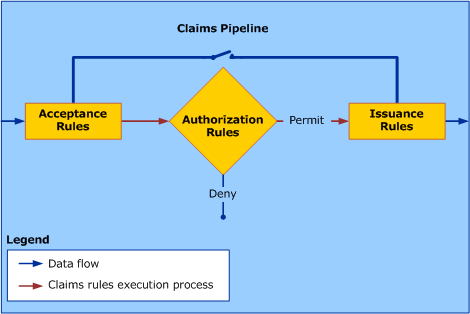 Claims Pipeline
Acceptance
Rules
Authorization
Rules
Permit
Issuance
Rules
Deny
Legend
Data flow
Claims rules execution process